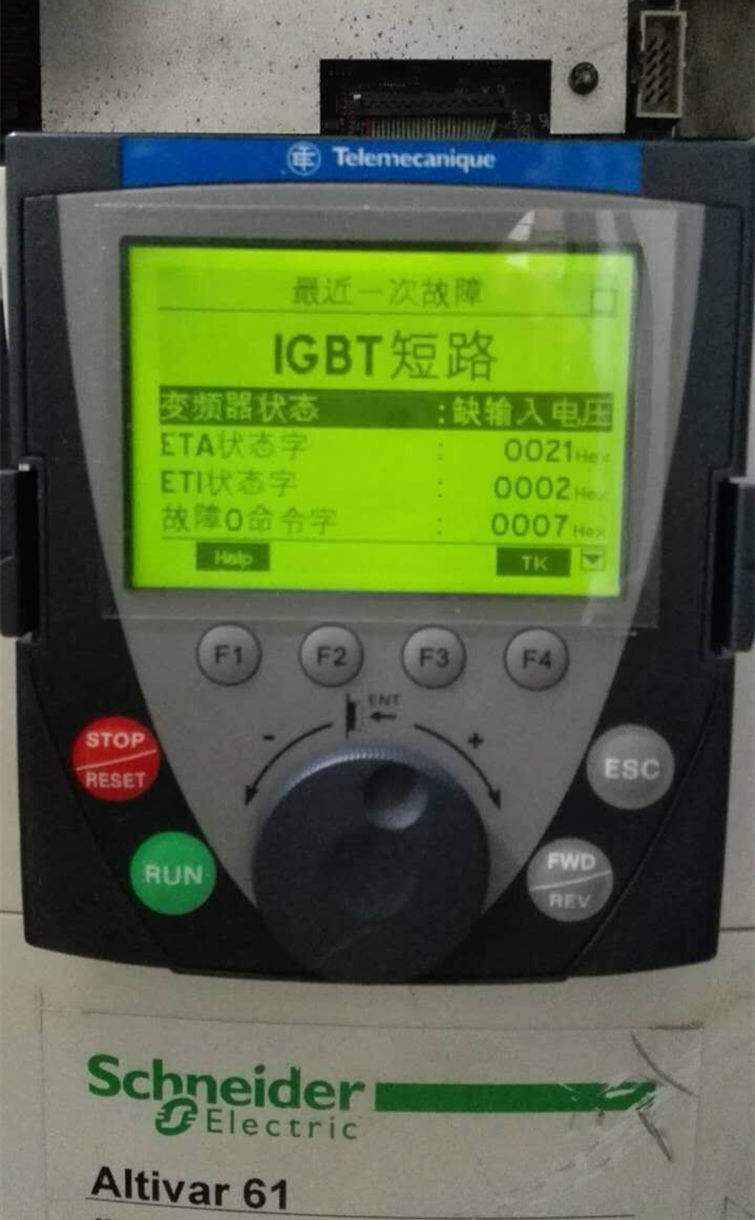 Telemecanique
最近一次故障
IGBT短路
变频器状态 :缺输入电压
ETA状态字 : 0021Hex
ETI状态字 : 0002Hex
故障0命令字 : 0007Hex
Help TK
F1 F2 F3 F4
ENT
- +
STOP
RESET
ESC
RUN
FWD
REV
Schneider
Electric
Altivar 61